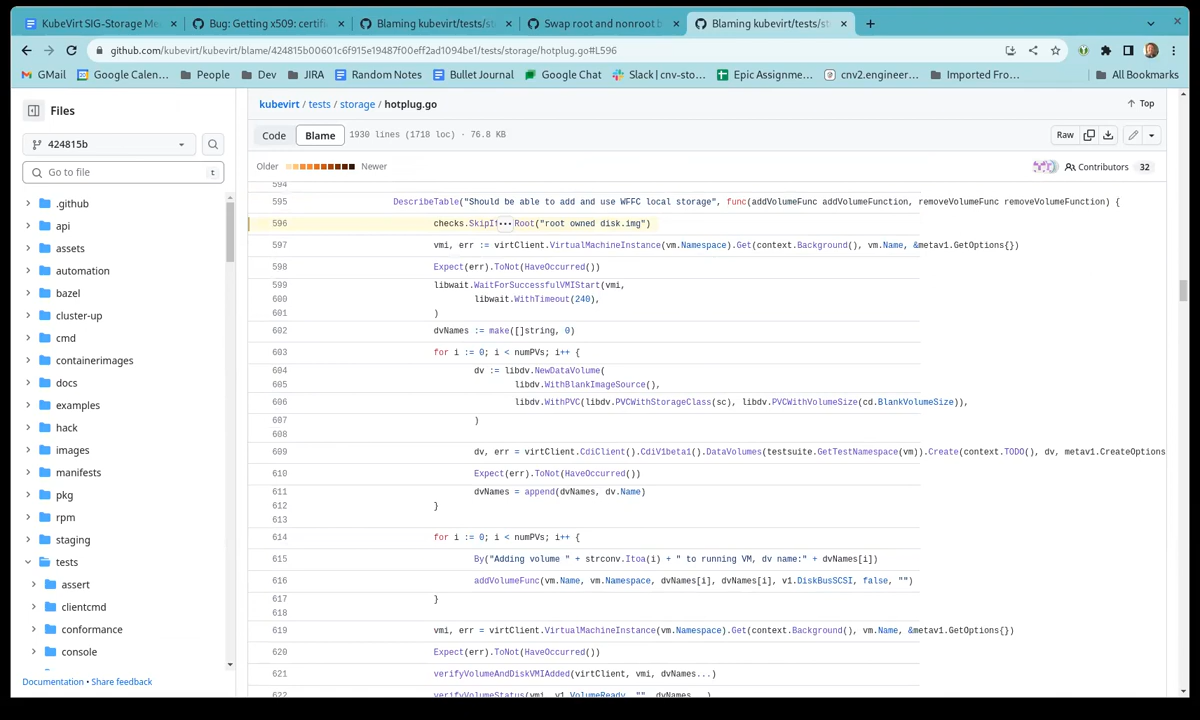 KubeVirt SIG-Storage Me
Bug: Getting x509: certifi
Blaming kubevirt/tests/s
Swap root and nonroot b
Blaming kubevirt/tests/st
github.com/kubevirt/kubevirt/blame/424815b00601c6f915e19487f00eff2ad1094be1/tests/storage/hotplug.go#L596
GMail
Google Calen...
People
Dev
JIRA
Random Notes
Bullet Journal
Google Chat
Slack | cnv-sto...
Epic Assignme...
cnv2.engineer...
Imported Fro...
All Bookmarks
Files
kubevirt / tests / storage / hotplug.go
Top
424815b
Code
Blame
1930 lines (1718 loc) · 76.8 KB
Raw
Go to file
t
Older
Newer
Contributors 32
.github
api
assets
automation
bazel
cluster-up
cmd
containerimages
docs
examples
hack
images
manifests
pkg
rpm
staging
tests
assert
clientcmd
conformance
console
Documentation • Share feedback
594
595 DescribeTable("Should be able to add and use WFFC local storage", func(addVolumeFunc addVolumeFunction, removeVolumeFunc removeVolumeFunction) {
596 checks.SkipIf•••Root("root owned disk.img")
597 vmi, err := virtClient.VirtualMachineInstance(vm.Namespace).Get(context.Background(), vm.Name, &metav1.GetOptions{})
598 Expect(err).ToNot(HaveOccurred())
599 libwait.WaitForSuccessfulVMIStart(vmi,
600 libwait.WithTimeout(240),
601 )
602 dvNames := make([]string, 0)
603 for i := 0; i < numPVs; i++ {
604 dv := libdv.NewDataVolume(
605 libdv.WithBlankImageSource(),
606 libdv.WithPVC(libdv.PVCWithStorageClass(sc), libdv.PVCWithVolumeSize(cd.BlankVolumeSize)),
607 )
608
609 dv, err = virtClient.CdiClient().CdiV1beta1().DataVolumes(testsuite.GetTestNamespace(vm)).Create(context.TODO(), dv, metav1.CreateOptions
610 Expect(err).ToNot(HaveOccurred())
611 dvNames = append(dvNames, dv.Name)
612 }
613
614 for i := 0; i < numPVs; i++ {
615 By("Adding volume " + strconv.Itoa(i) + " to running VM, dv name:" + dvNames[i])
616 addVolumeFunc(vm.Name, vm.Namespace, dvNames[i], dvNames[i], v1.DiskBusSCSI, false, "")
617 }
618
619 vmi, err = virtClient.VirtualMachineInstance(vm.Namespace).Get(context.Background(), vm.Name, &metav1.GetOptions{})
620 Expect(err).ToNot(HaveOccurred())
621 verifyVolumeAndDiskVMIAdded(virtClient, vmi, dvNames...)
622 verifyVolumeStatus(vmi, v1.VolumeReady, "", dvNames...)